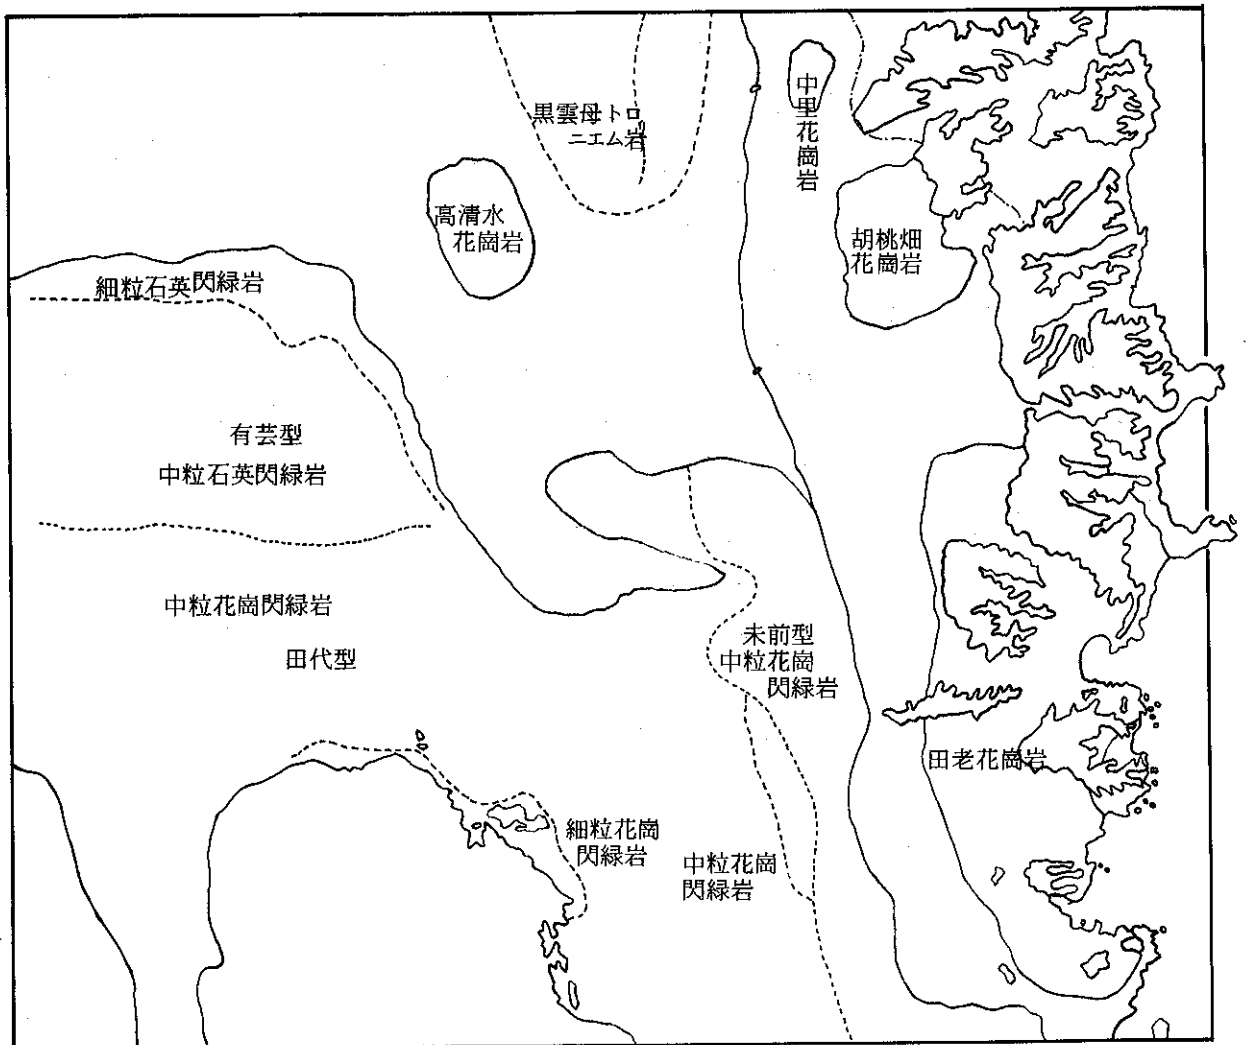 黒雲母トロ
ニエム岩
中里花崗岩
高清水
花崗岩
胡桃畑
花崗岩
細粒石英閃緑岩
有芸型
中粒石英閃緑岩
中粒花崗閃緑岩
田代型
未前型
中粒花崗
閃緑岩
田老花崗岩
細粒花崗
閃緑岩
中粒花崗
閃緑岩